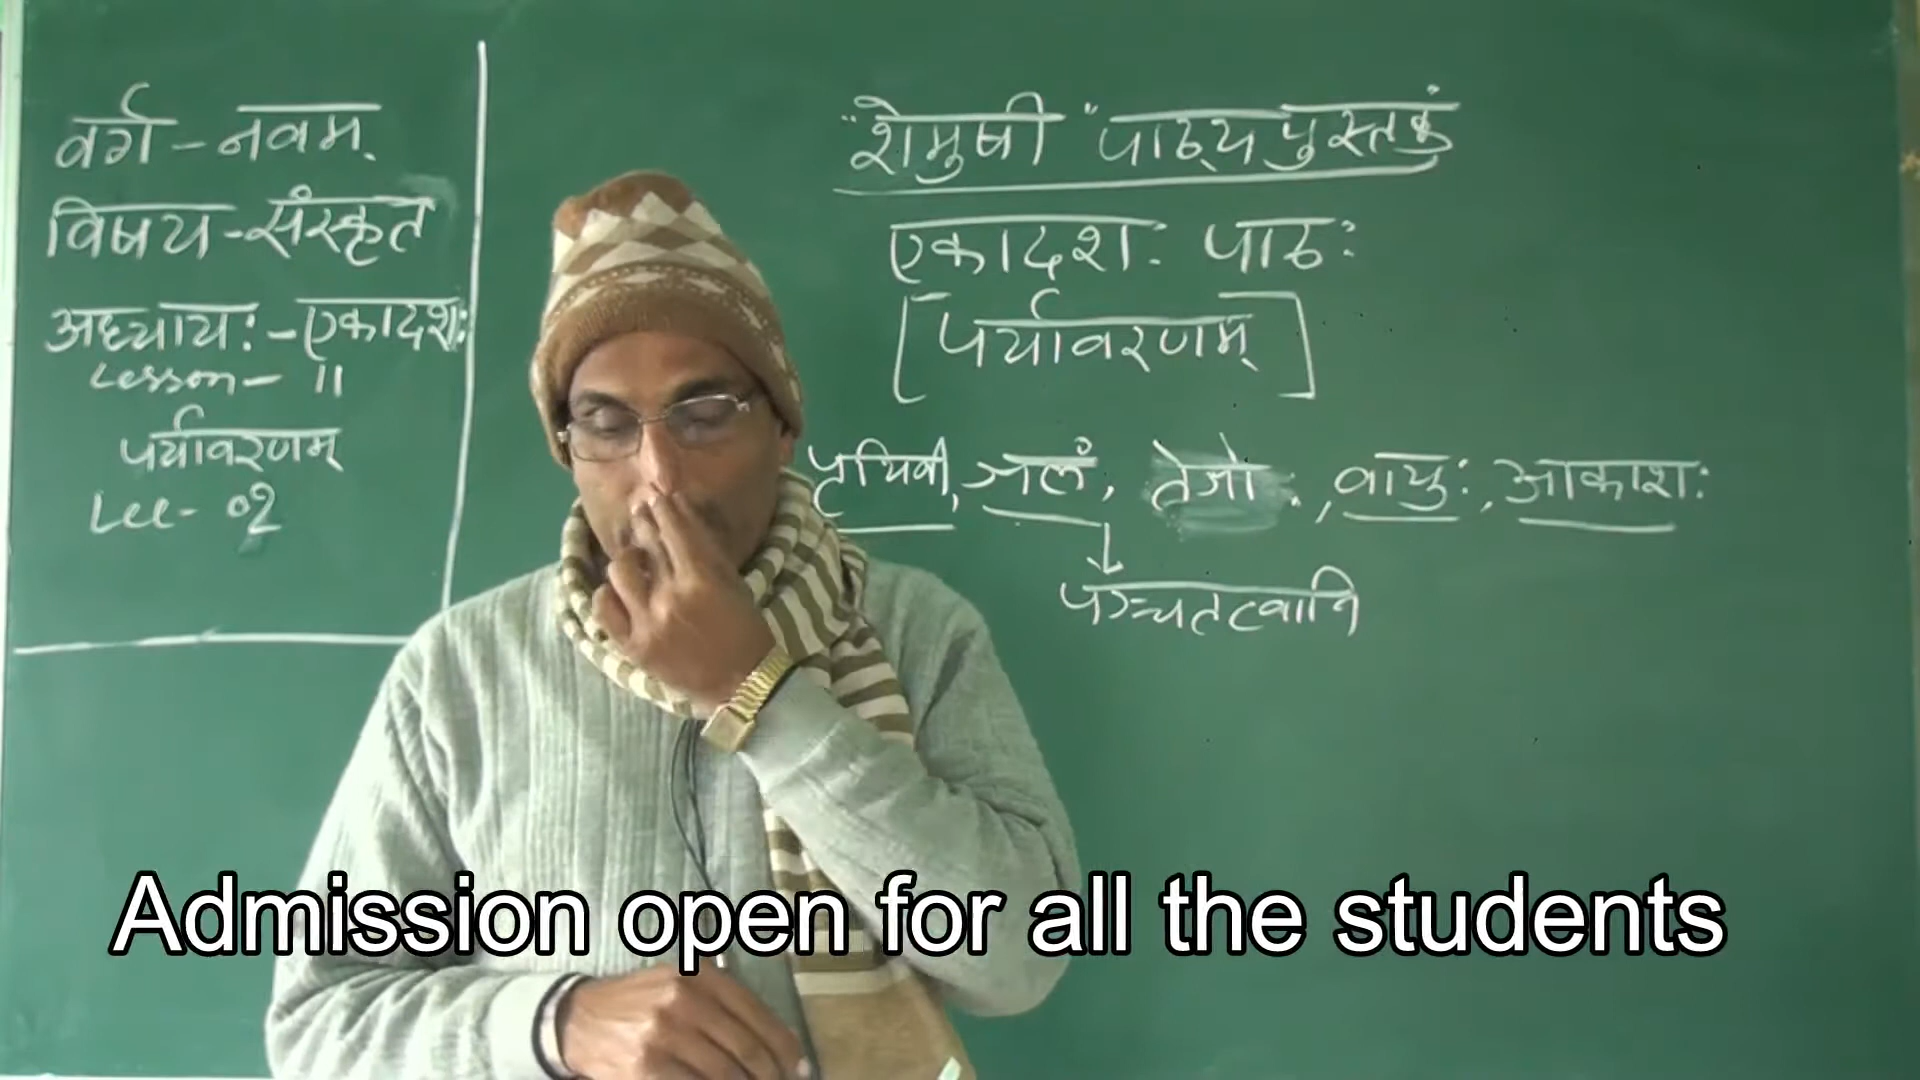 वर्ग - नवम्
विषय - संस्कृत
अध्यायः - एकादशः
Lesson - 11
पर्यावरणम्
Lec - 02
"शेमुषी" पाठ्यपुस्तकं
एकादशः पाठः
[पर्यावरणम्]
पृथिवी, जलं, तेजो, वायुः, आकाशः
पञ्चतत्वानि
Admission open for all the students